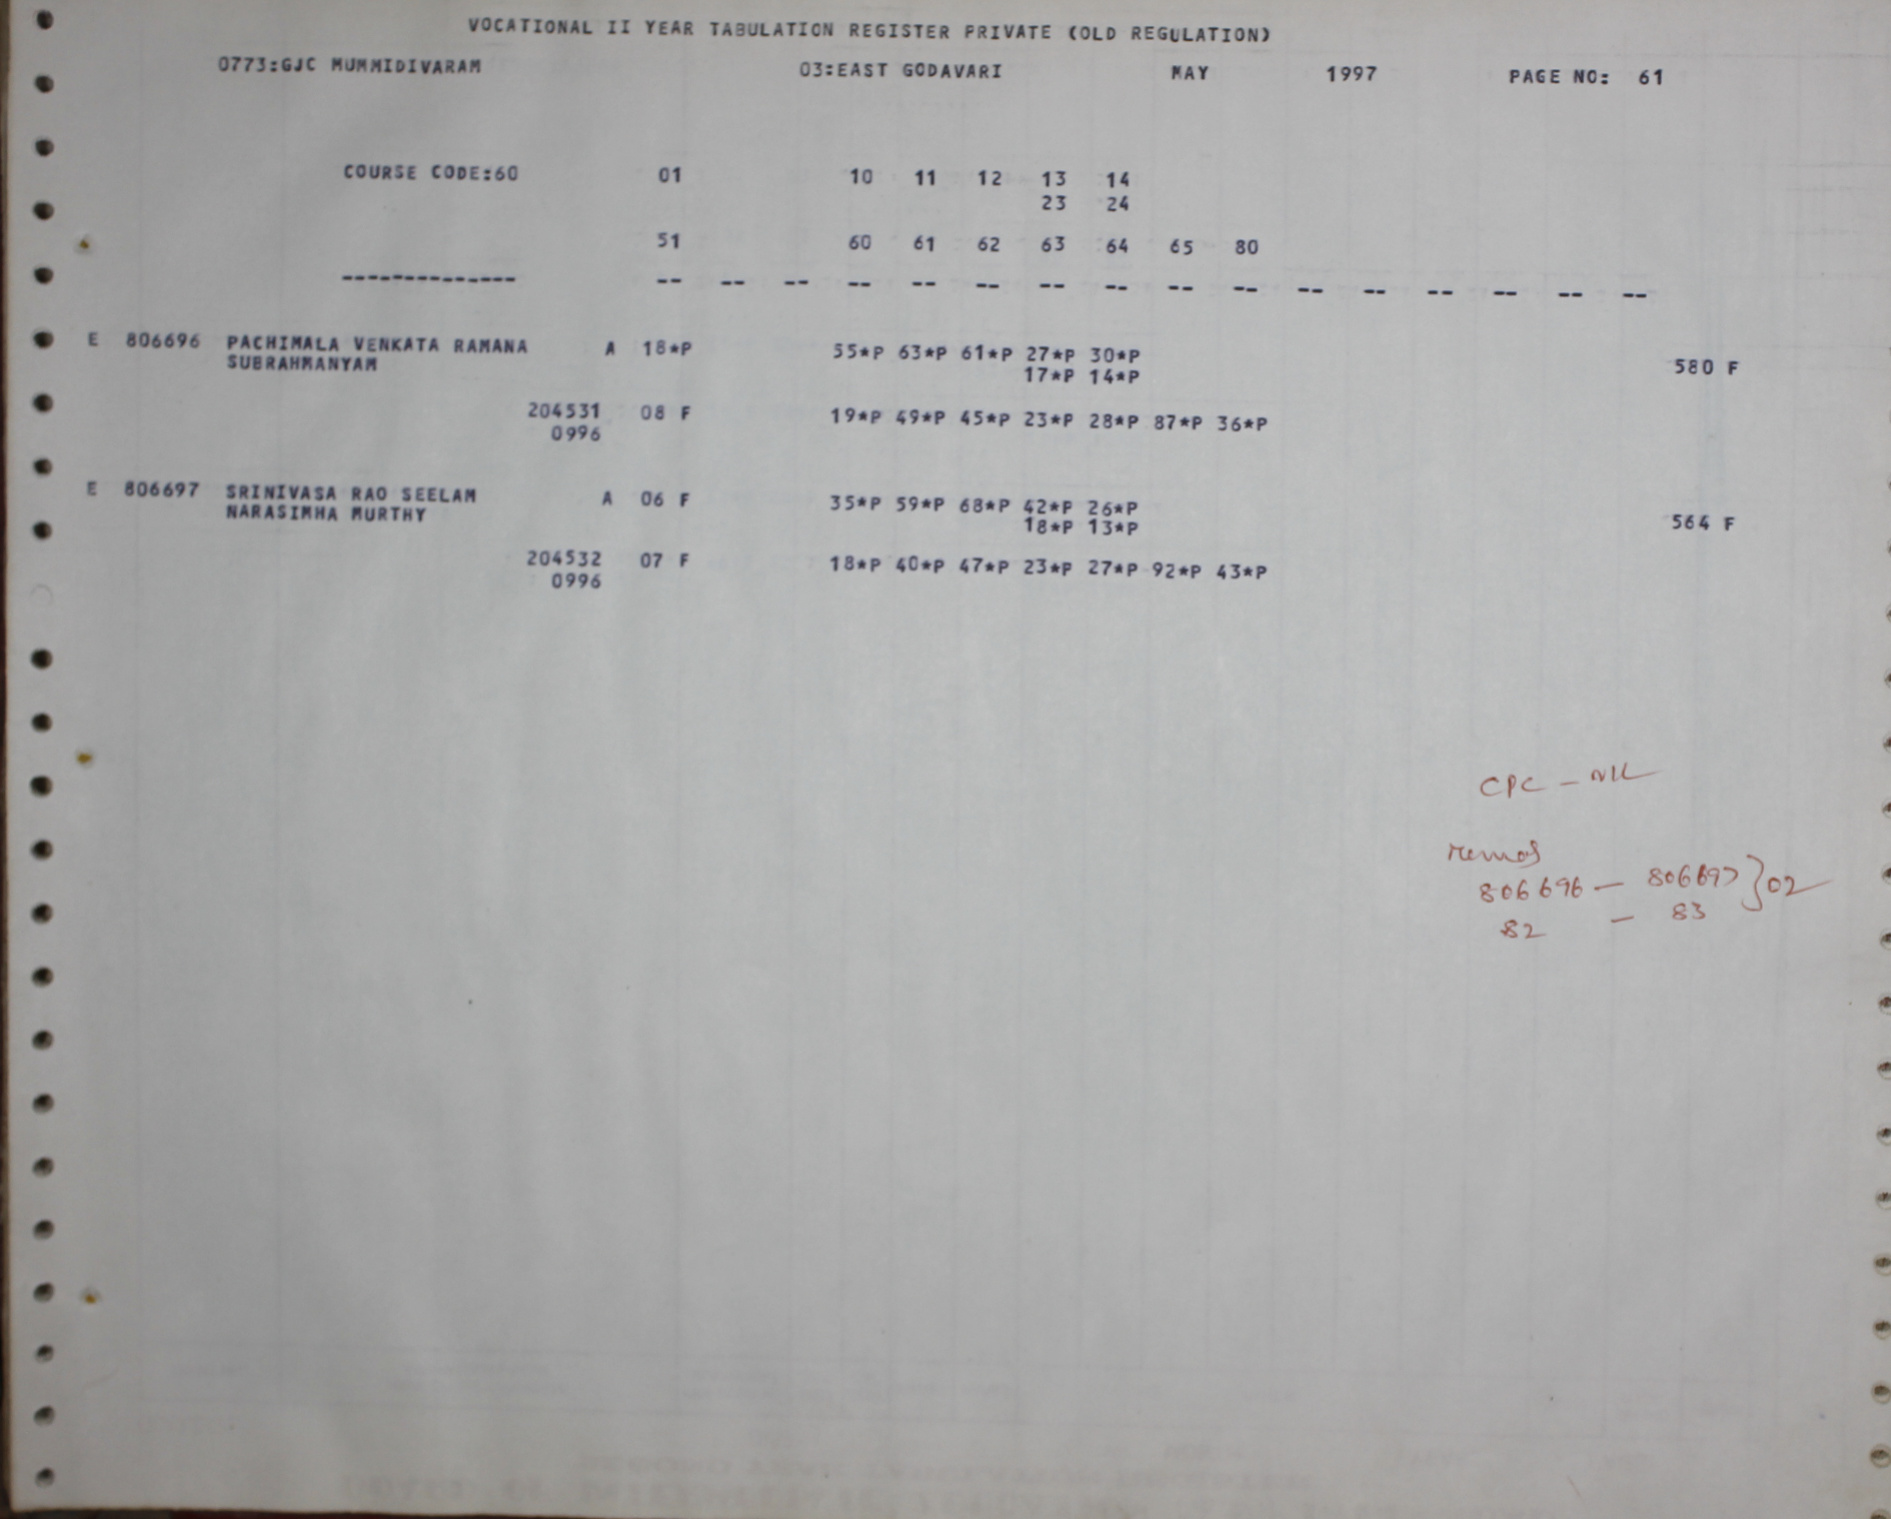 VOCATIONAL II YEAR TABULATION REGISTER PRIVATE (OLD REGULATION)
0773:GJC MUMMIDIVARAM 03:EAST GODAVARI MAY 1997 PAGE NO: 61
COURSE CODE:60 01 10 11 12 13 14
23 24
51 60 61 62 63 64 65 80
-------------- -- -- -- -- -- -- -- -- -- -- -- -- -- -- -- --
E 806696 PACHIMALA VENKATA RAMANA A 18*P 55*P 63*P 61*P 27*P 30*P
SUBRAHMANYAM 17*P 14*P 580 F
204531 08 F 19*P 49*P 45*P 23*P 28*P 87*P 36*P
0996
E 806697 SRINIVASA RAO SEELAM A 06 F 35*P 59*P 68*P 42*P 26*P
NARASIMHA MURTHY 18*P 13*P 564 F
204532 07 F 18*P 40*P 47*P 23*P 27*P 92*P 43*P
0996
CPC - NIL
806696 - 806697 } 02
82 - 83